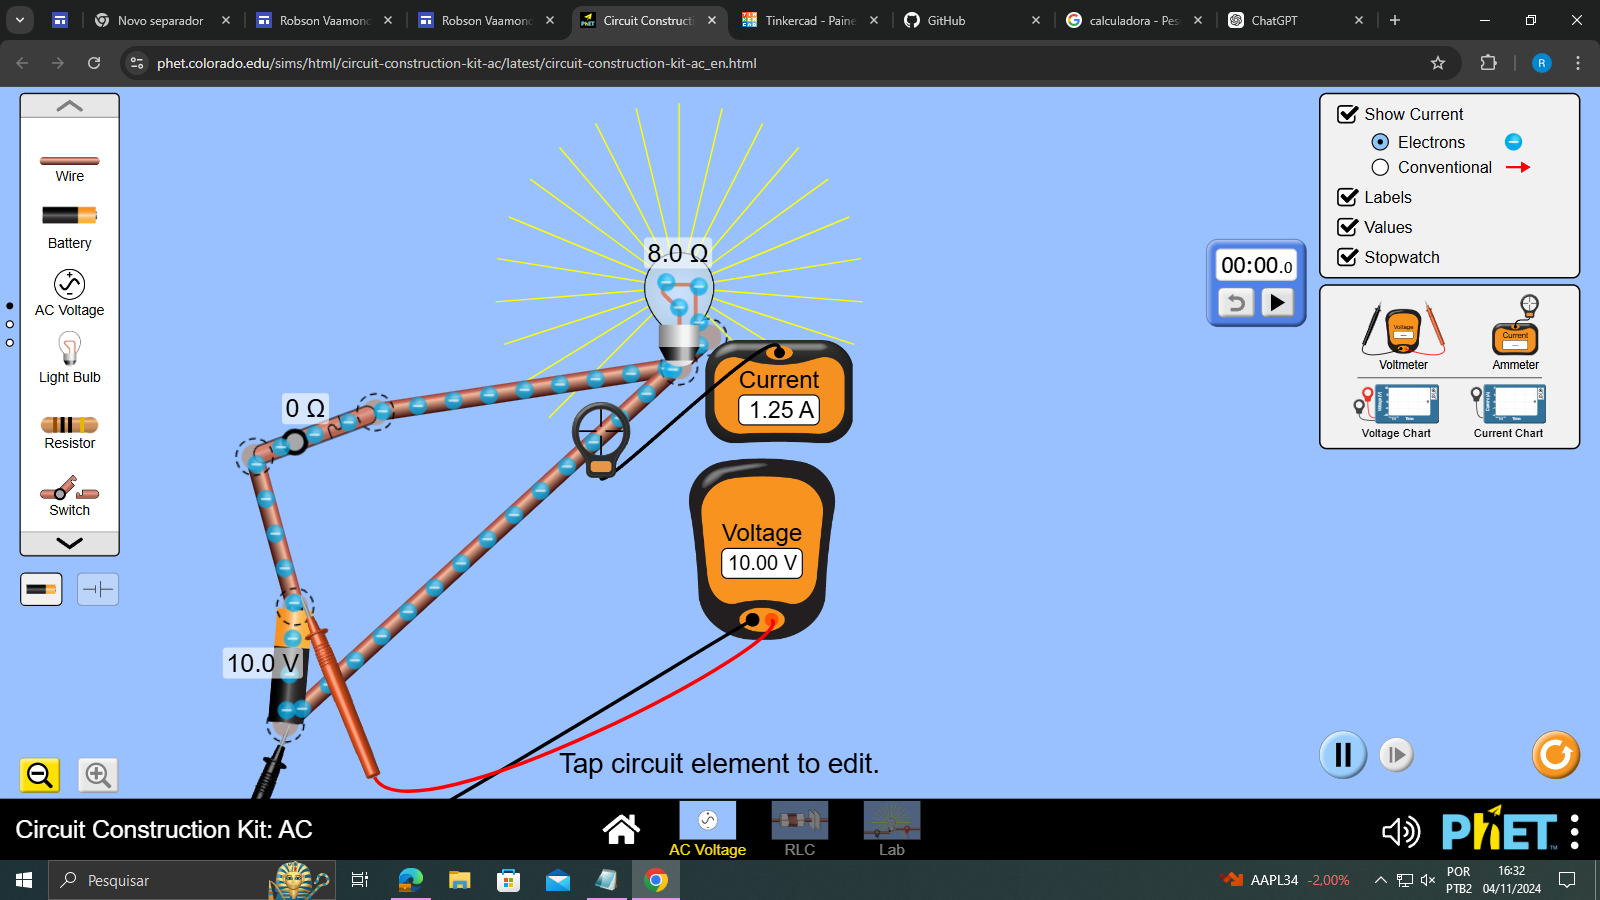 Novo separador
Robson Vaamond
Robson Vaamond
Circuit Constructi
Tinkercad - Paine
GitHub
calculadora - Pes
ChatGPT
phet.colorado.edu/sims/html/circuit-construction-kit-ac/latest/circuit-construction-kit-ac_en.html
R
Wire
Battery
AC Voltage
Light Bulb
Resistor
Switch
8.0 Ω
0 Ω
10.0 V
Current
1.25 A
Voltage
10.00 V
00:00.0
Show Current
Electrons
Conventional
Labels
Values
Stopwatch
Voltage
Current
Voltmeter
Ammeter
Voltage Chart
Current Chart
Tap circuit element to edit.
Circuit Construction Kit: AC
AC Voltage
RLC
Lab
PhET
Pesquisar
AAPL34 -2,00%
POR
PTB2
16:32
04/11/2024